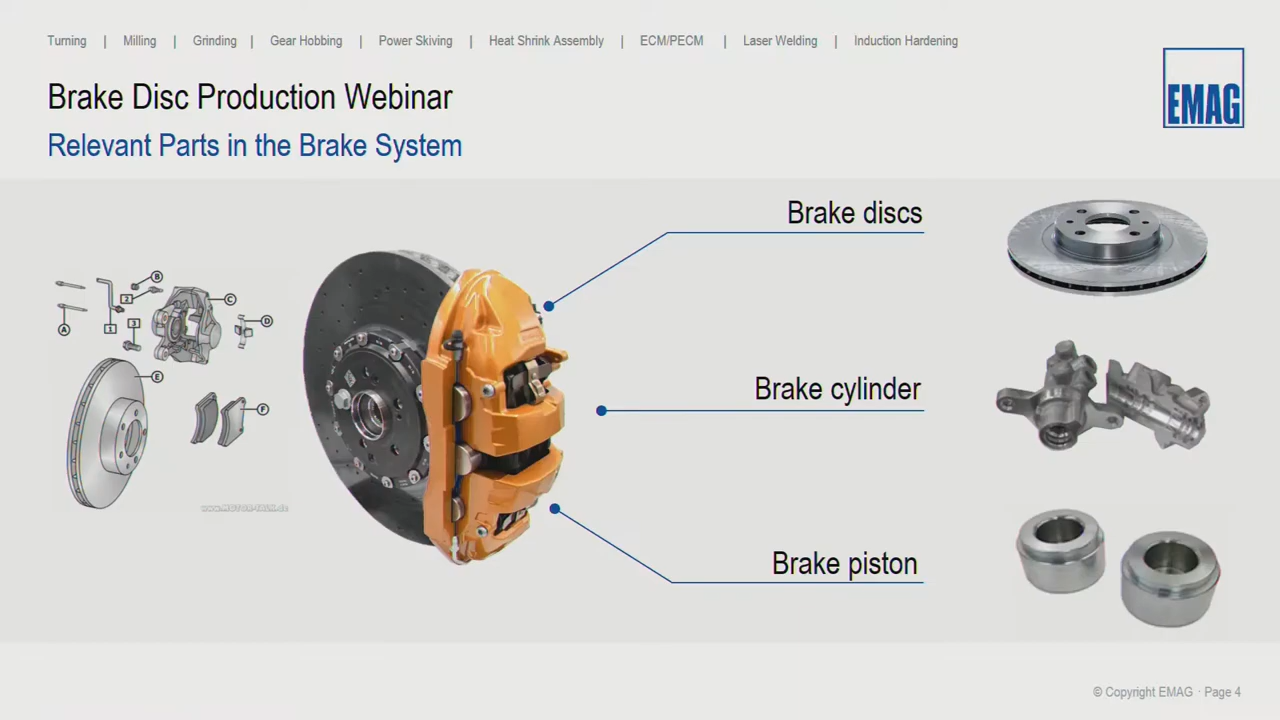 Turning | Milling | Grinding | Gear Hobbing | Power Skiving | Heat Shrink Assembly | ECM/PECM | Laser Welding | Induction Hardening
EMAG
Brake Disc Production Webinar
Relevant Parts in the Brake System
Brake discs
B
2
C
A
1
3
D
E
F
Brake cylinder
Brake piston
© Copyright EMAG · Page 4